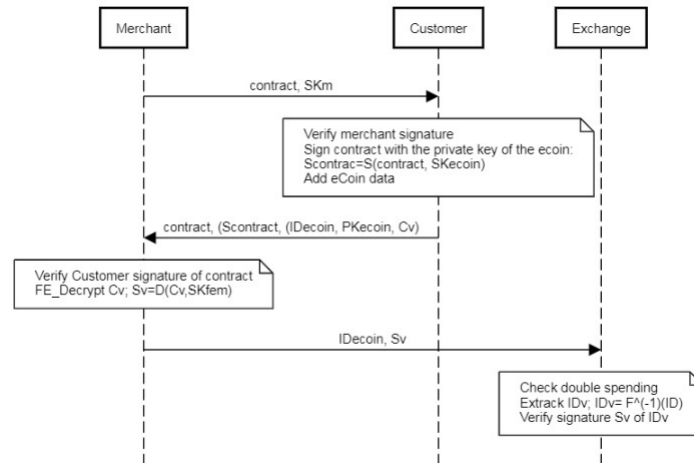 Merchant
Customer
Exchange
contract, SKm
Verify merchant signature
Sign contract with the private key of the ecoin:
Scontrac=S(contract, SKecoin)
Add eCoin data
contract, (Scontract, (IDecoin, PKecoin, Cv)
Verify Customer signature of contract
FE_Decrypt Cv; Sv=D(Cv,SKfem)
IDecoin, Sv
Check double spending
Extrack IDv; IDv= F^(-1)(ID)
Verify signature Sv of IDv